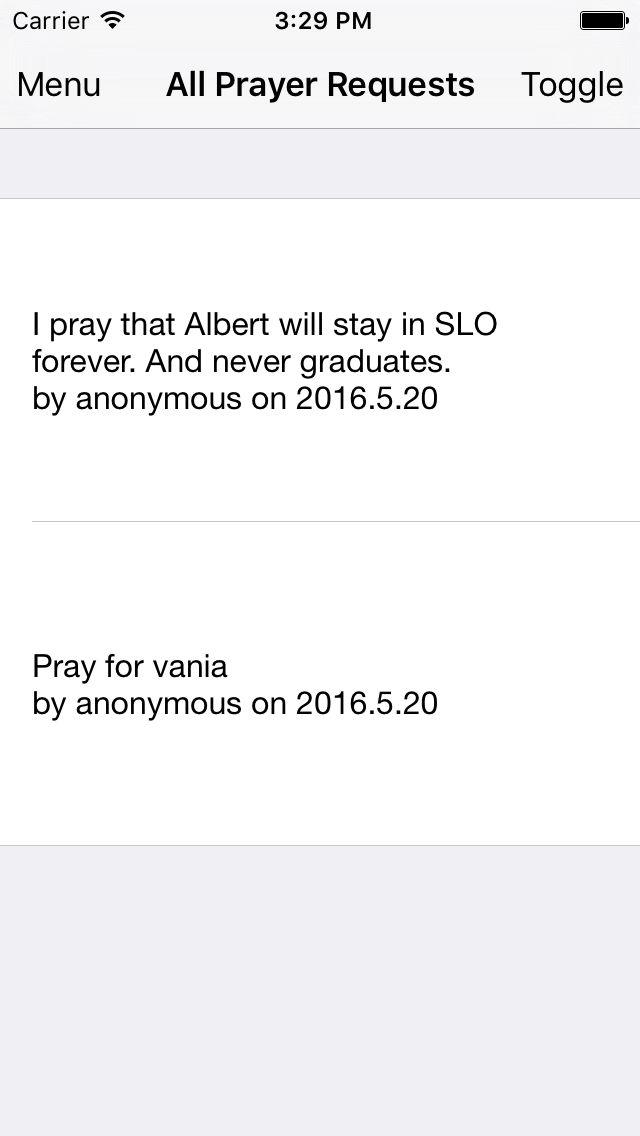 Carrier 3:29 PM
Menu All Prayer Requests Toggle
I pray that Albert will stay in SLO
forever. And never graduates.
by anonymous on 2016.5.20
Pray for vania
by anonymous on 2016.5.20